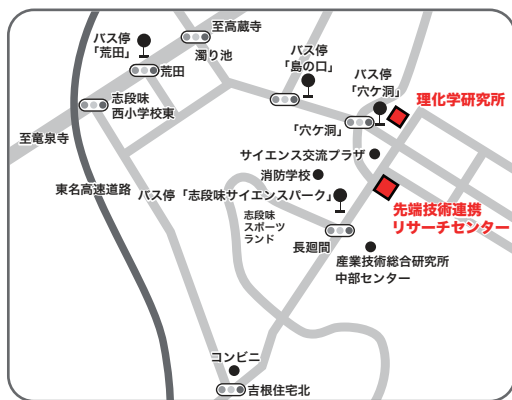 至高蔵寺
バス停
「荒田」
濁り池
荒田
バス停
「島の口」
バス停
「穴ケ洞」
志段味
西小学校東
理化学研究所
「穴ケ洞」
至竜泉寺
サイエンス交流プラザ
消防学校
東名高速道路
バス停「志段味サイエンスパーク」
先端技術連携
リサーチセンター
志段味
スポーツ
ランド
長廻間
産業技術総合研究所
中部センター
コンビニ
吉根住宅北